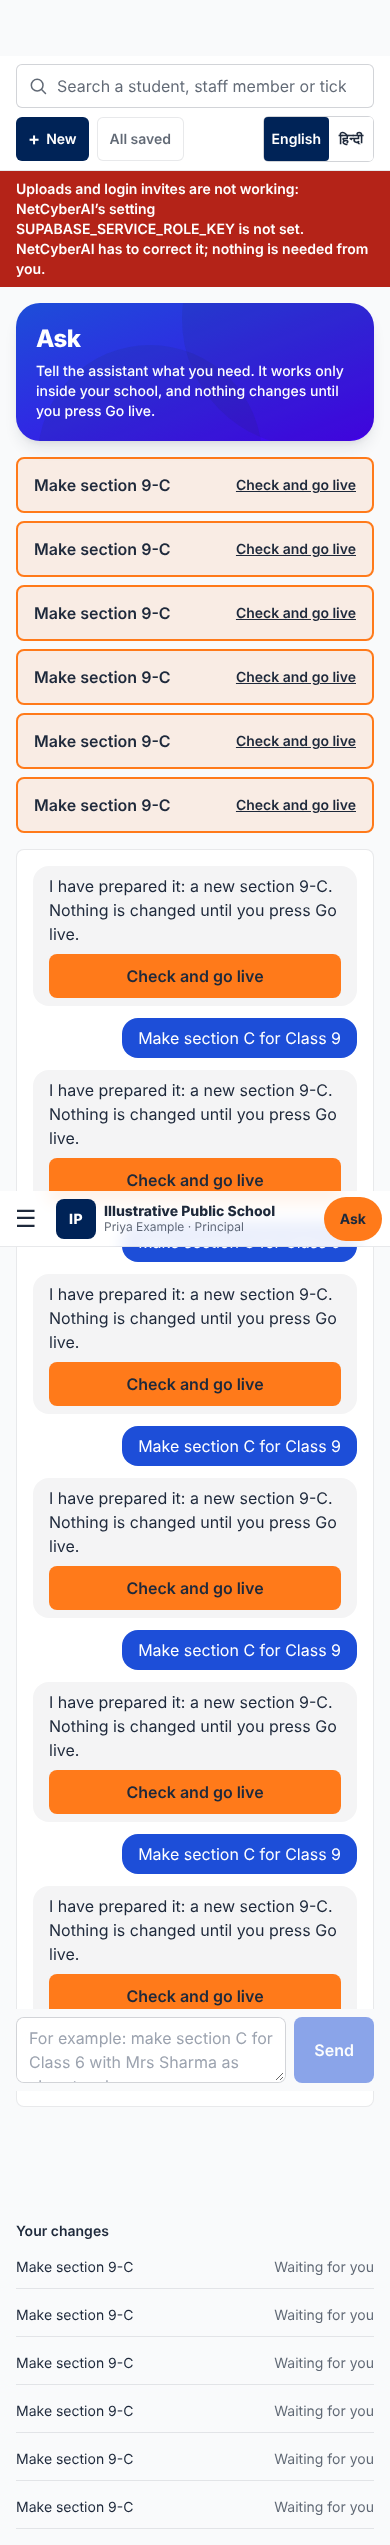 Search a student, staff member or tick
+ New
All saved
English
हिन्दी
Uploads and login invites are not working:
NetCyberAI's setting
SUPABASE_SERVICE_ROLE_KEY is not set.
NetCyberAI has to correct it; nothing is needed from
you.
Ask
Tell the assistant what you need. It works only
inside your school, and nothing changes until
you press Go live.
Make section 9-C
Check and go live
Make section 9-C
Check and go live
Make section 9-C
Check and go live
Make section 9-C
Check and go live
Make section 9-C
Check and go live
Make section 9-C
Check and go live
I have prepared it: a new section 9-C.
Nothing is changed until you press Go
live.
Check and go live
Make section C for Class 9
I have prepared it: a new section 9-C.
Nothing is changed until you press Go
live.
Check and go live
IP
Illustrative Public School
Priya Example · Principal
Ask
Make section C for Class 9
I have prepared it: a new section 9-C.
Nothing is changed until you press Go
live.
Check and go live
Make section C for Class 9
I have prepared it: a new section 9-C.
Nothing is changed until you press Go
live.
Check and go live
Make section C for Class 9
I have prepared it: a new section 9-C.
Nothing is changed until you press Go
live.
Check and go live
Make section C for Class 9
I have prepared it: a new section 9-C.
Nothing is changed until you press Go
live.
Check and go live
For example: make section C for
Class 6 with Mrs Sharma as
Send
Your changes
Make section 9-C
Waiting for you
Make section 9-C
Waiting for you
Make section 9-C
Waiting for you
Make section 9-C
Waiting for you
Make section 9-C
Waiting for you
Make section 9-C
Waiting for you